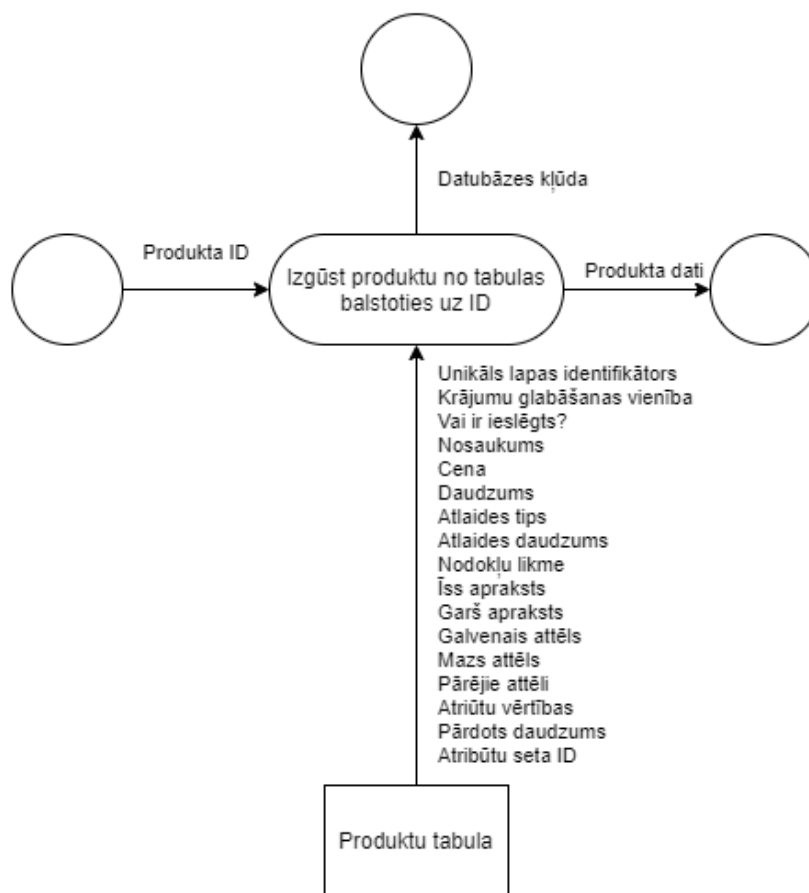 Datubāzes kļūda
Produkta ID
Izgūst produktu no tabulas
balstoties uz ID
Produkta dati
Unikāls lapas identifikātors
Krājumu glabāšanas vienība
Vai ir ieslēgts?
Nosaukums
Cena
Daudzums
Atlaides tips
Atlaides daudzums
Nodokļu likme
Īss apraksts
Garš apraksts
Galvenais attēls
Mazs attēls
Pārējie attēli
Atriūtu vērtības
Pārdots daudzums
Atribūtu seta ID
Produktu tabula